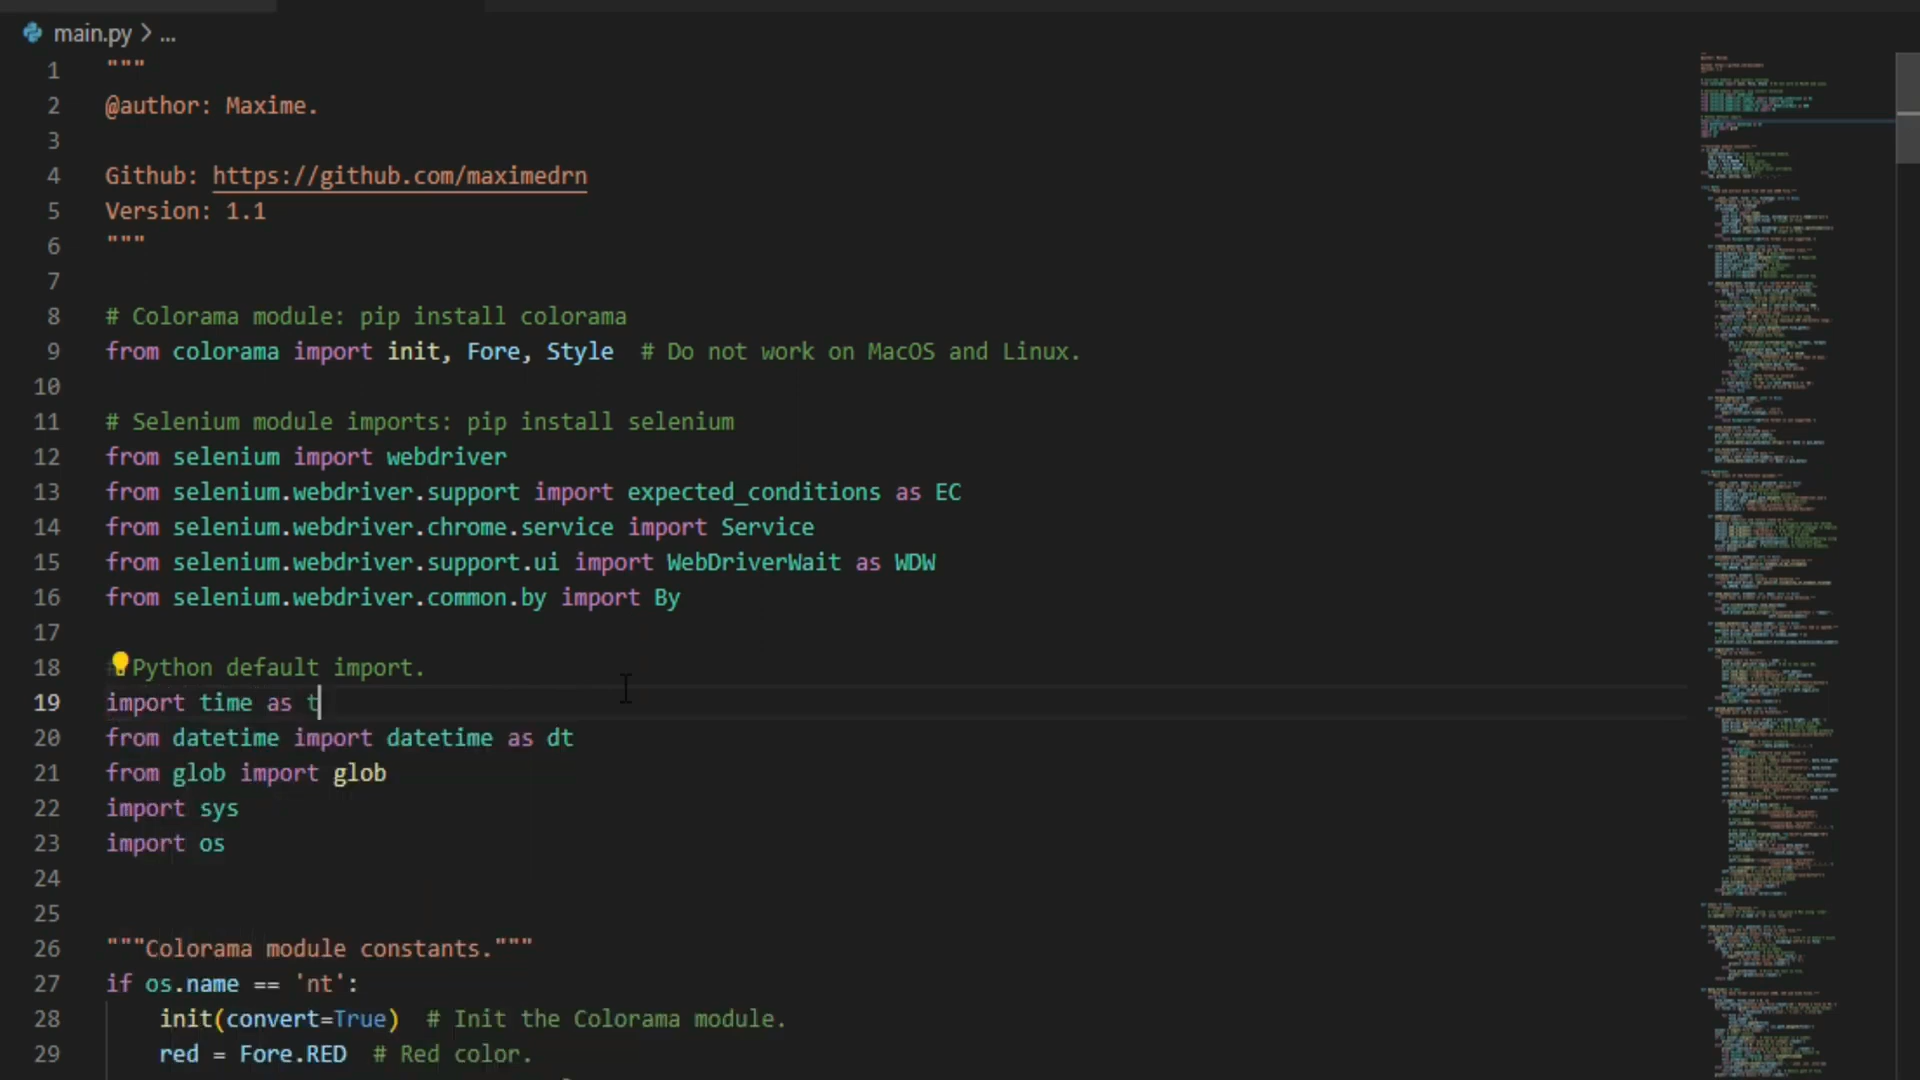 main.py > ...
1 """
2 @author: Maxime.
3
4 Github: https://github.com/maximedrn
5 Version: 1.1
6 """
7
8 # Colorama module: pip install colorama
9 from colorama import init, Fore, Style  # Do not work on MacOS and Linux.
10
11 # Selenium module imports: pip install selenium
12 from selenium import webdriver
13 from selenium.webdriver.support import expected_conditions as EC
14 from selenium.webdriver.chrome.service import Service
15 from selenium.webdriver.support.ui import WebDriverWait as WDW
16 from selenium.webdriver.common.by import By
17
18 # Python default import.
19 import time as t
20 from datetime import datetime as dt
21 from glob import glob
22 import sys
23 import os
24
25
26 """Colorama module constants."""
27 if os.name == 'nt':
28     init(convert=True)  # Init the Colorama module.
29     red = Fore.RED  # Red color.